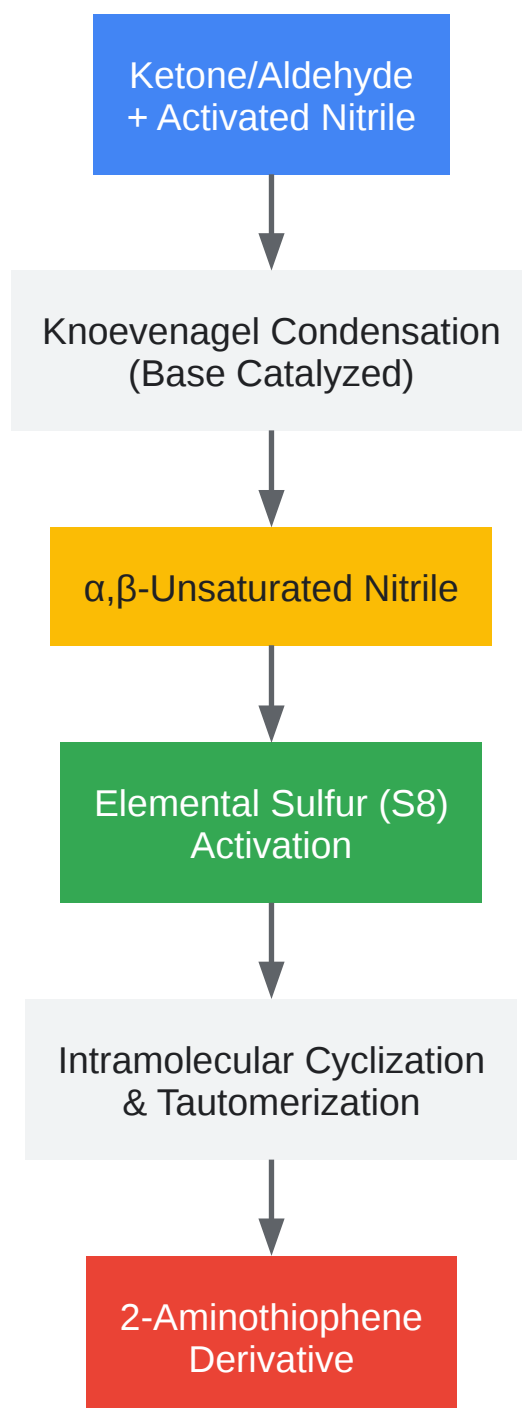 Ketone/Aldehyde
+ Activated Nitrile
Knoevenagel Condensation
(Base Catalyzed)
α,β-Unsaturated Nitrile
Elemental Sulfur (S8)
Activation
Intramolecular Cyclization
& Tautomerization
2-Aminothiophene
Derivative